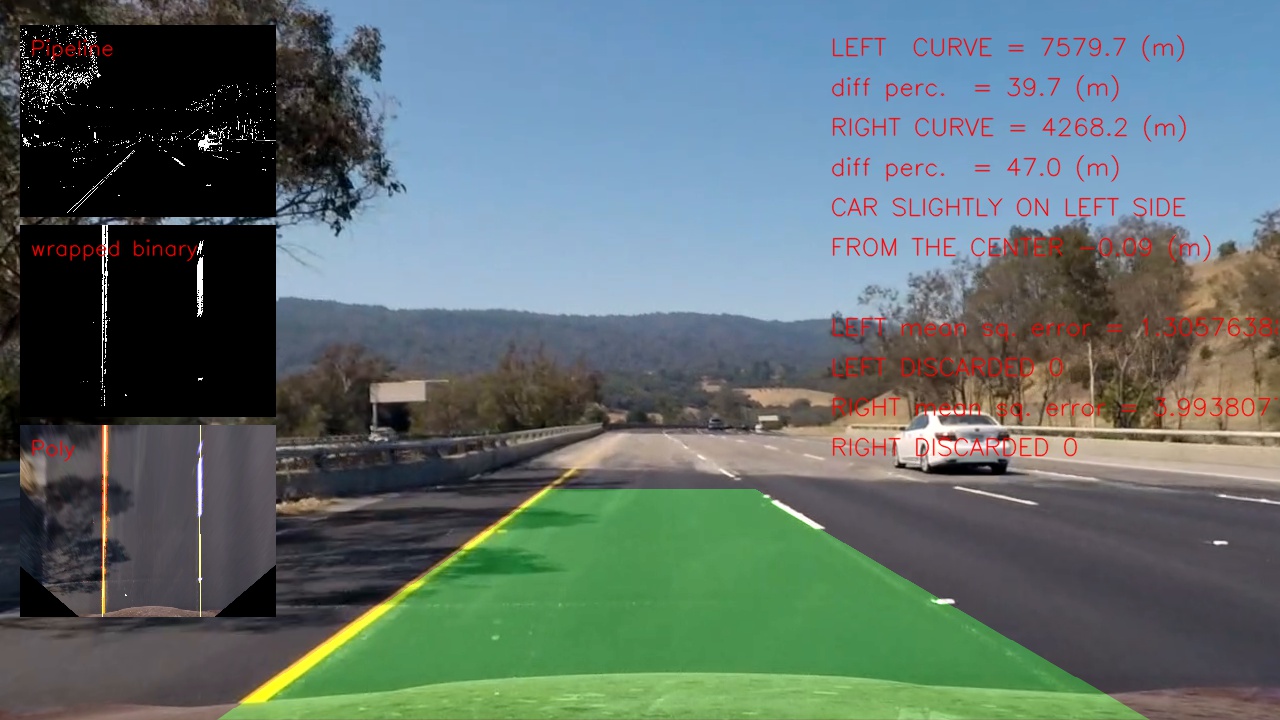 Pipeline
wrapped binary
Poly
LEFT CURVE = 7579.7 (m)
diff perc. = 39.7 (m)
RIGHT CURVE = 4268.2 (m)
diff perc. = 47.0 (m)
CAR SLIGHTLY ON LEFT SIDE
FROM THE CENTER -0.09 (m)
LEFT mean sq. error = 1.3057638
LEFT DISCARDED 0
RIGHT mean sq. error = 3.993807
RIGHT DISCARDED 0